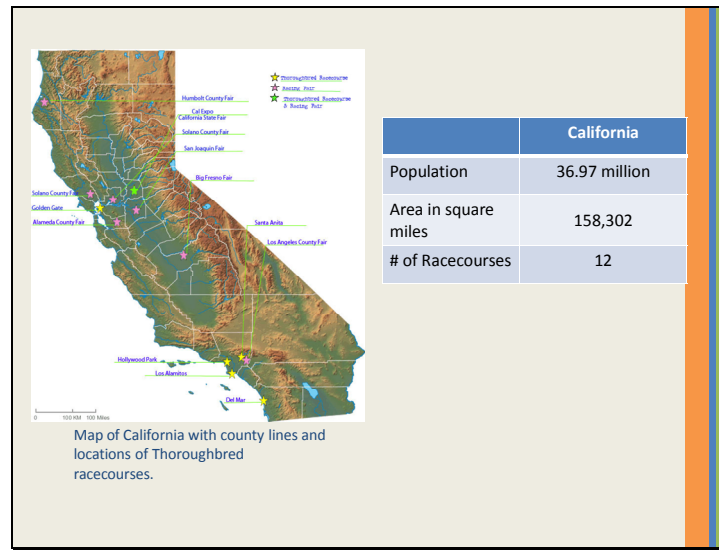 Thoroughbred Racecourse
Racing Fair
Thoroughbred Racecourse
& Racing Fair
Humbolt County Fair
Cal Expo
California State Fair
Solano County Fair
San Joaquin Fair
Big Fresno Fair
Solano County Fair
Golden Gate
Alameda County Fair
Santa Anita
Los Angeles County Fair
Hollywood Park
Los Alamitos
Del Mar
0 100 KM 100 Miles
Map of California with county lines and
locations of Thoroughbred
racecourses.
California
Population 36.97 million
Area in square
miles 158,302
# of Racecourses 12